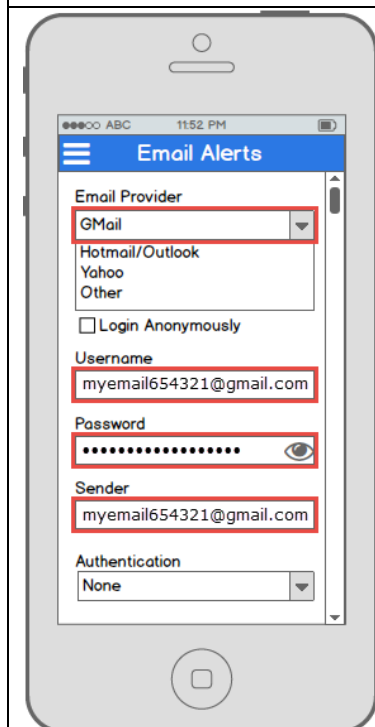 ABC 11:52 PM
Email Alerts
Email Provider
GMail
Hotmail/Outlook
Yahoo
Other
Login Anonymously
Username
myemail654321@gmail.com
Password
••••••••••••••••••
Sender
myemail654321@gmail.com
Authentication
None